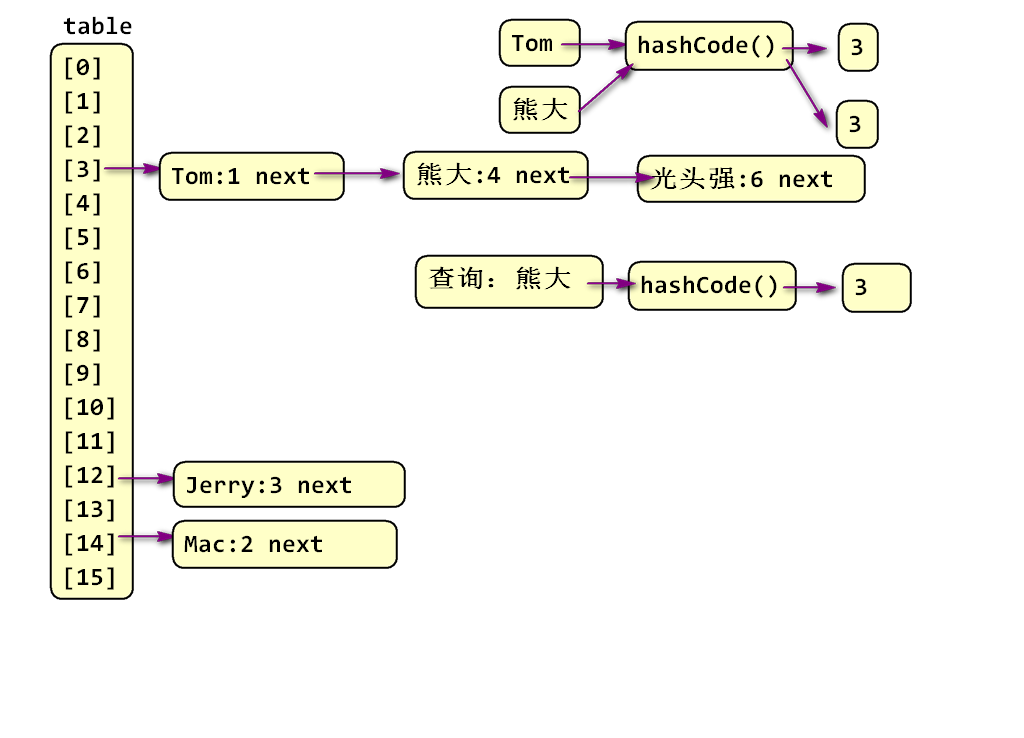 table
[0]
[1]
[2]
[3]
[4]
[5]
[6]
[7]
[8]
[9]
[10]
[11]
[12]
[13]
[14]
[15]
Tom
hashCode()
3
熊大
3
Tom:1 next
熊大:4 next
光头强:6 next
查询：熊大
hashCode()
3
Jerry:3 next
Mac:2 next